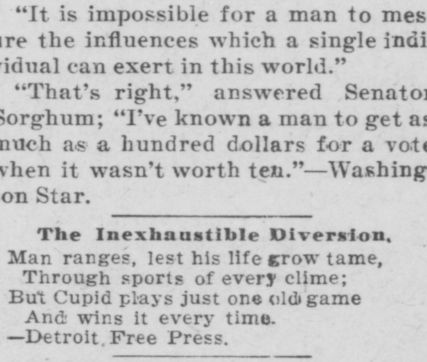 "It is impossible for a man to meas
ure the influences which a single indi
vidual can exert in this world."
"That's right," answered Senator
Sorghum; "I've known a man to get as
much as a hundred dollars for a vote
when it wasn't worth ten."—Washing
on Star.
The Inexhaustible Diversion.
Man ranges, lest his life grow tame,
Through sports of every clime;
But Cupid plays just one old game
And wins it every time.
—Detroit Free Press.